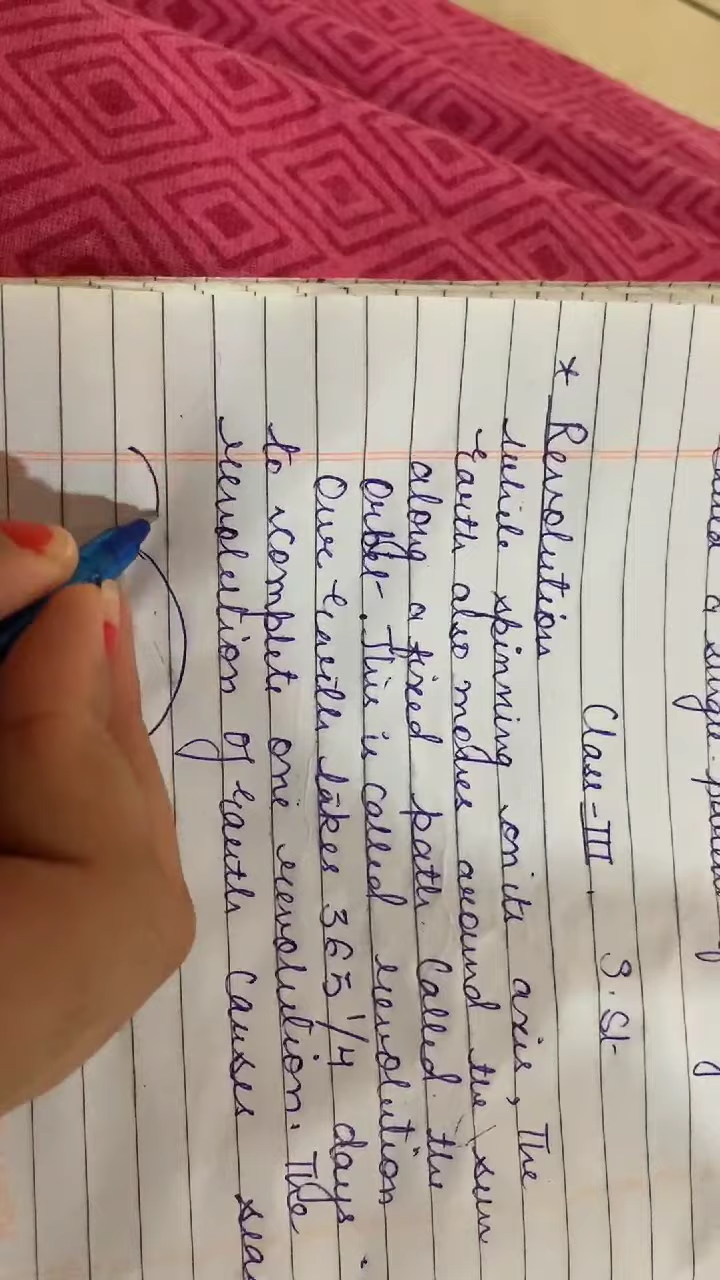 Class-III. S.St
* Revolution
while spinning on its axis, The
Earth also moves around the sun
along a fixed path. Called. the
Orbit. This is called revolution
Our Earth takes 365 1/4 days.
to complete one revolution. The
revolution of Earth Causes sea